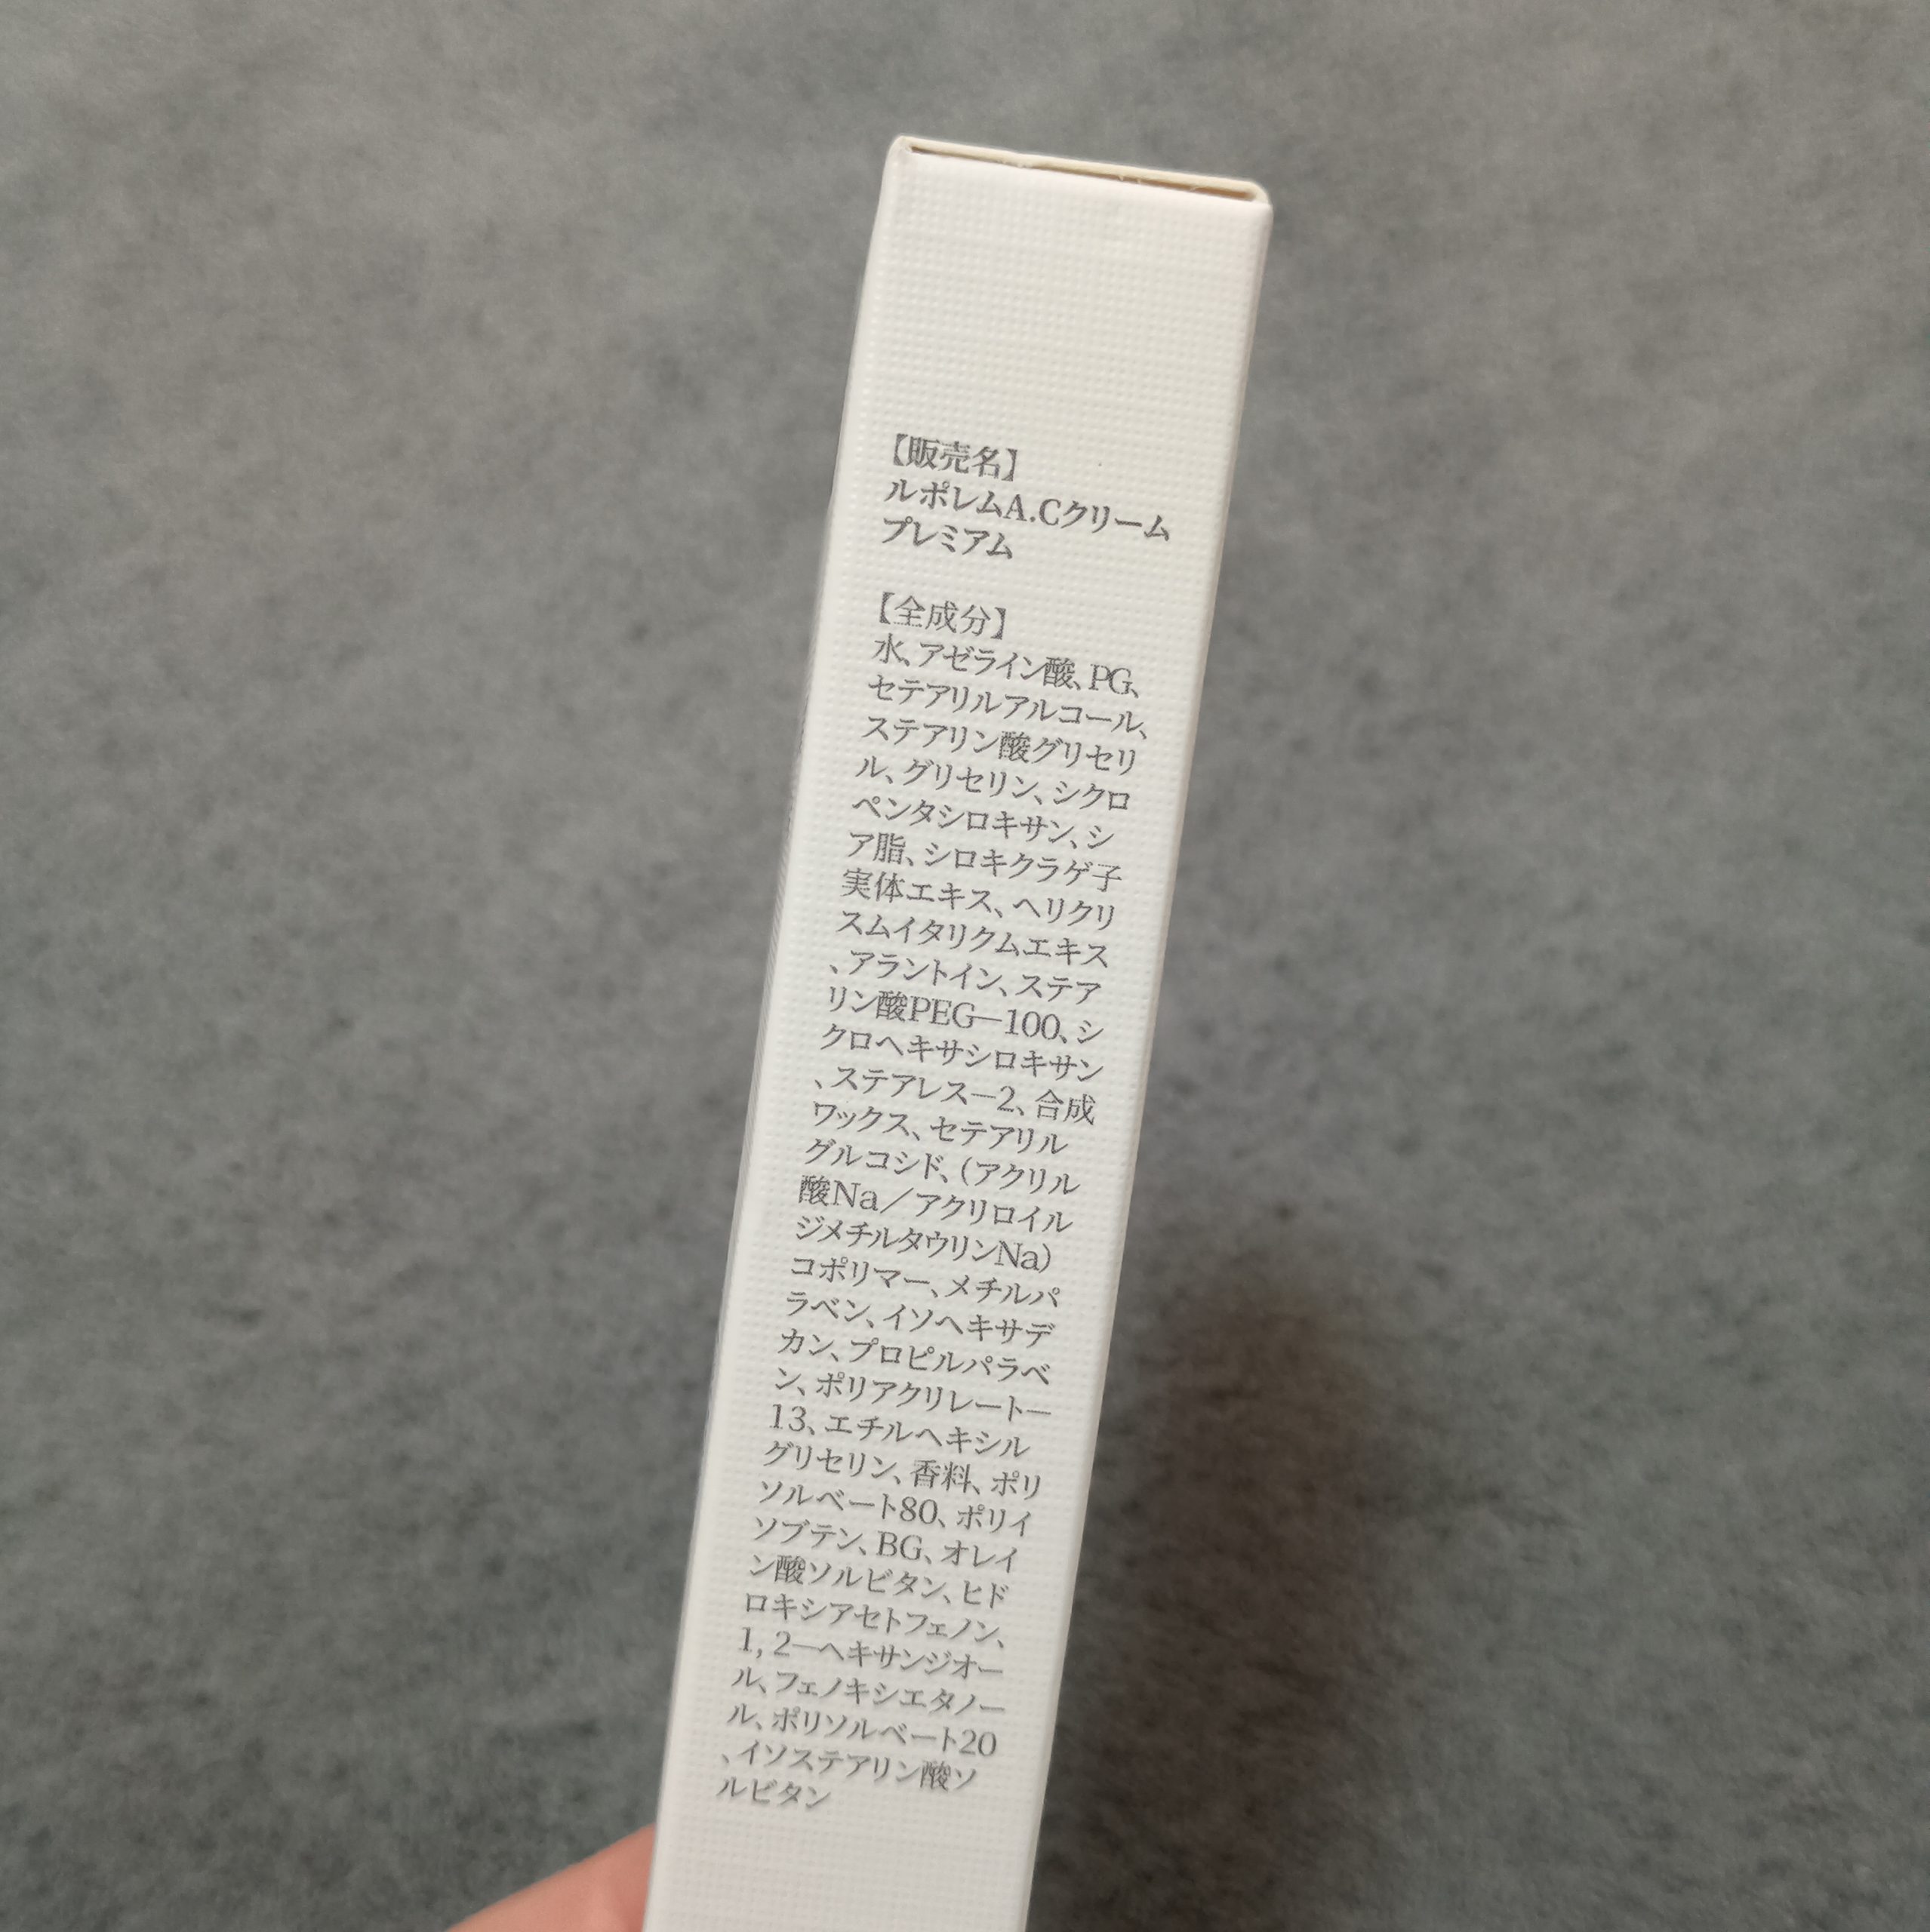 【販売名】
ルポレムA.Cクリーム
プレミアム
【全成分】
水、アゼライン酸、PG、
セテアリルアルコール、
ステアリン酸グリセリ
ル、グリセリン、シクロ
ペンタシロキサン、シ
ア脂、シロキクラゲ子
実体エキス、ヘリクリ
スムイタリクムエキス
、アラントイン、ステア
リン酸PEG—100、シ
クロヘキサシロキサン
、ステアレス—2、合成
ワックス、セテアリル
グルコシド、（アクリル
酸Na／アクリロイル
ジメチルタウリンNa）
コポリマー、メチルパ
ラベン、イソヘキサデ
カン、プロピルパラベ
ン、ポリアクリレート—
13、エチルヘキシル
グリセリン、香料、ポリ
ソルベート80、ポリイ
ソブテン、BG、オレイ
ン酸ソルビタン、ヒド
ロキシアセトフェノン、
1, 2—ヘキサンジオー
ル、フェノキシエタノー
ル、ポリソルベート20
、イソステアリン酸ソ
ルビタン